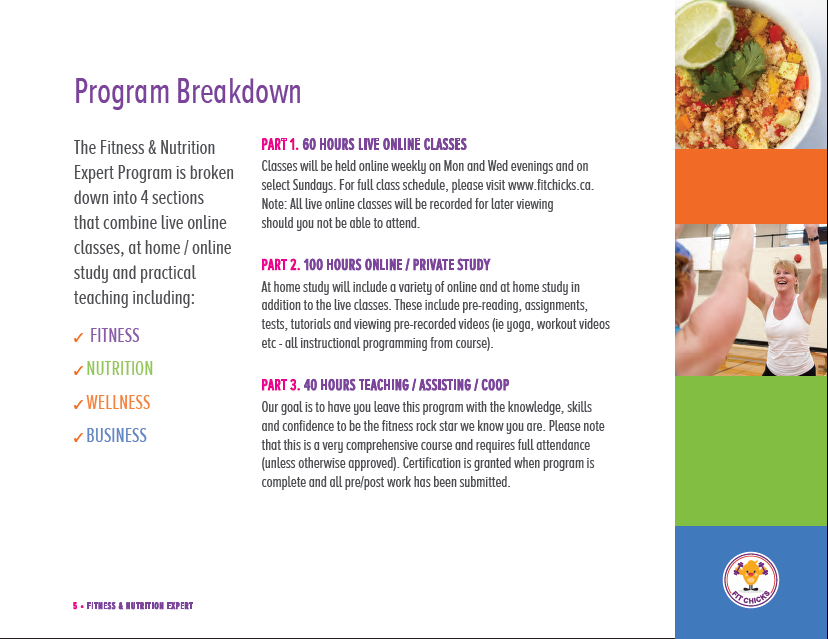 Program Breakdown
The Fitness & Nutrition
Expert Program is broken
down into 4 sections
that combine live online
classes, at home / online
study and practical
teaching including:
✓ FITNESS
✓ NUTRITION
✓ WELLNESS
✓ BUSINESS
PART 1. 60 HOURS LIVE ONLINE CLASSES
Classes will be held online weekly on Mon and Wed evenings and on
select Sundays. For full class schedule, please visit www.fitchicks.ca.
Note: All live online classes will be recorded for later viewing
should you not be able to attend.
PART 2. 100 HOURS ONLINE / PRIVATE STUDY
At home study will include a variety of online and at home study in
addition to the live classes. These include pre-reading, assignments,
tests, tutorials and viewing pre-recorded videos (ie yoga, workout videos
etc - all instructional programming from course).
PART 3. 40 HOURS TEACHING / ASSISTING / COOP
Our goal is to have you leave this program with the knowledge, skills
and confidence to be the fitness rock star we know you are. Please note
that this is a very comprehensive course and requires full attendance
(unless otherwise approved). Certification is granted when program is
complete and all pre/post work has been submitted.
5 • FITNESS & NUTRITION EXPERT
FIT CHICKS